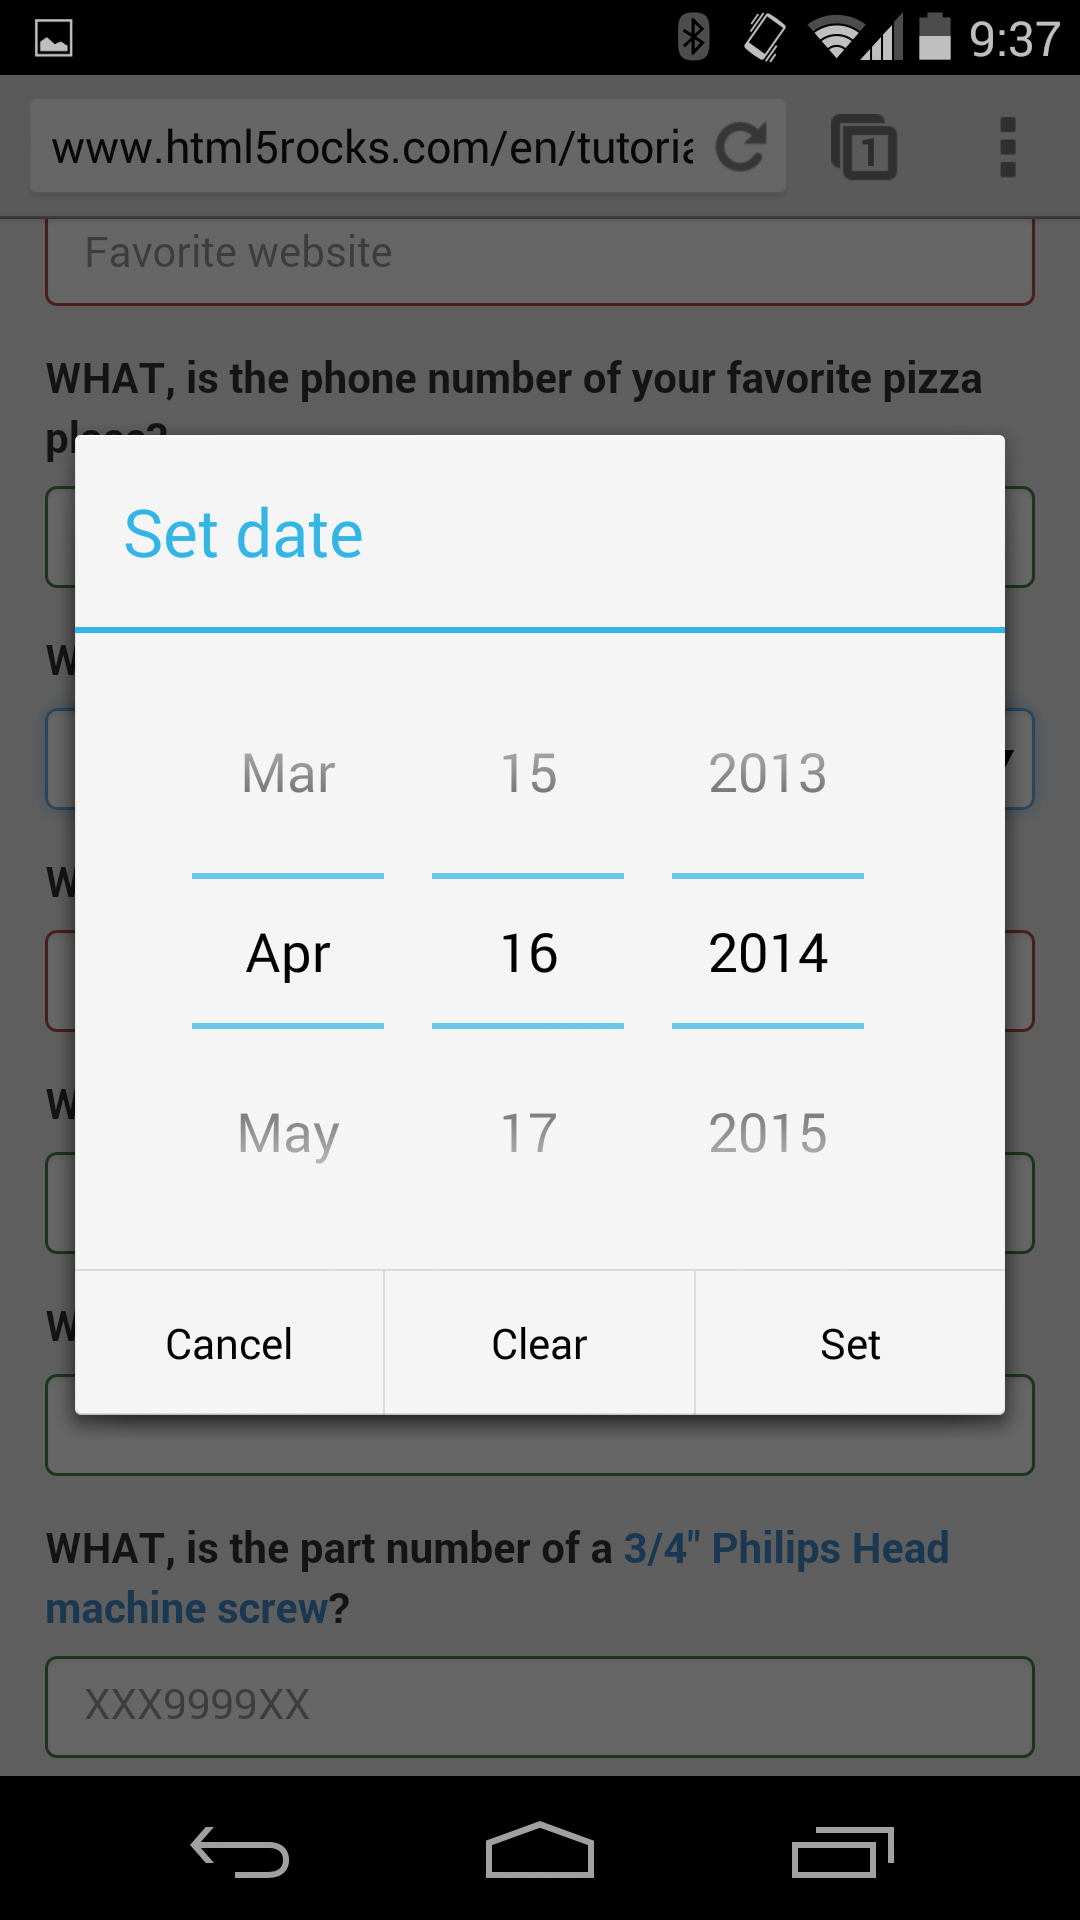 9:37
www.html5rocks.com/en/tutoria
1
Favorite website
WHAT, is the phone number of your favorite pizza
Set date
Mar 15 2013
Apr 16 2014
May 17 2015
Cancel Clear Set
WHAT, is the part number of a 3/4" Philips Head
machine screw?
XXX9999XX